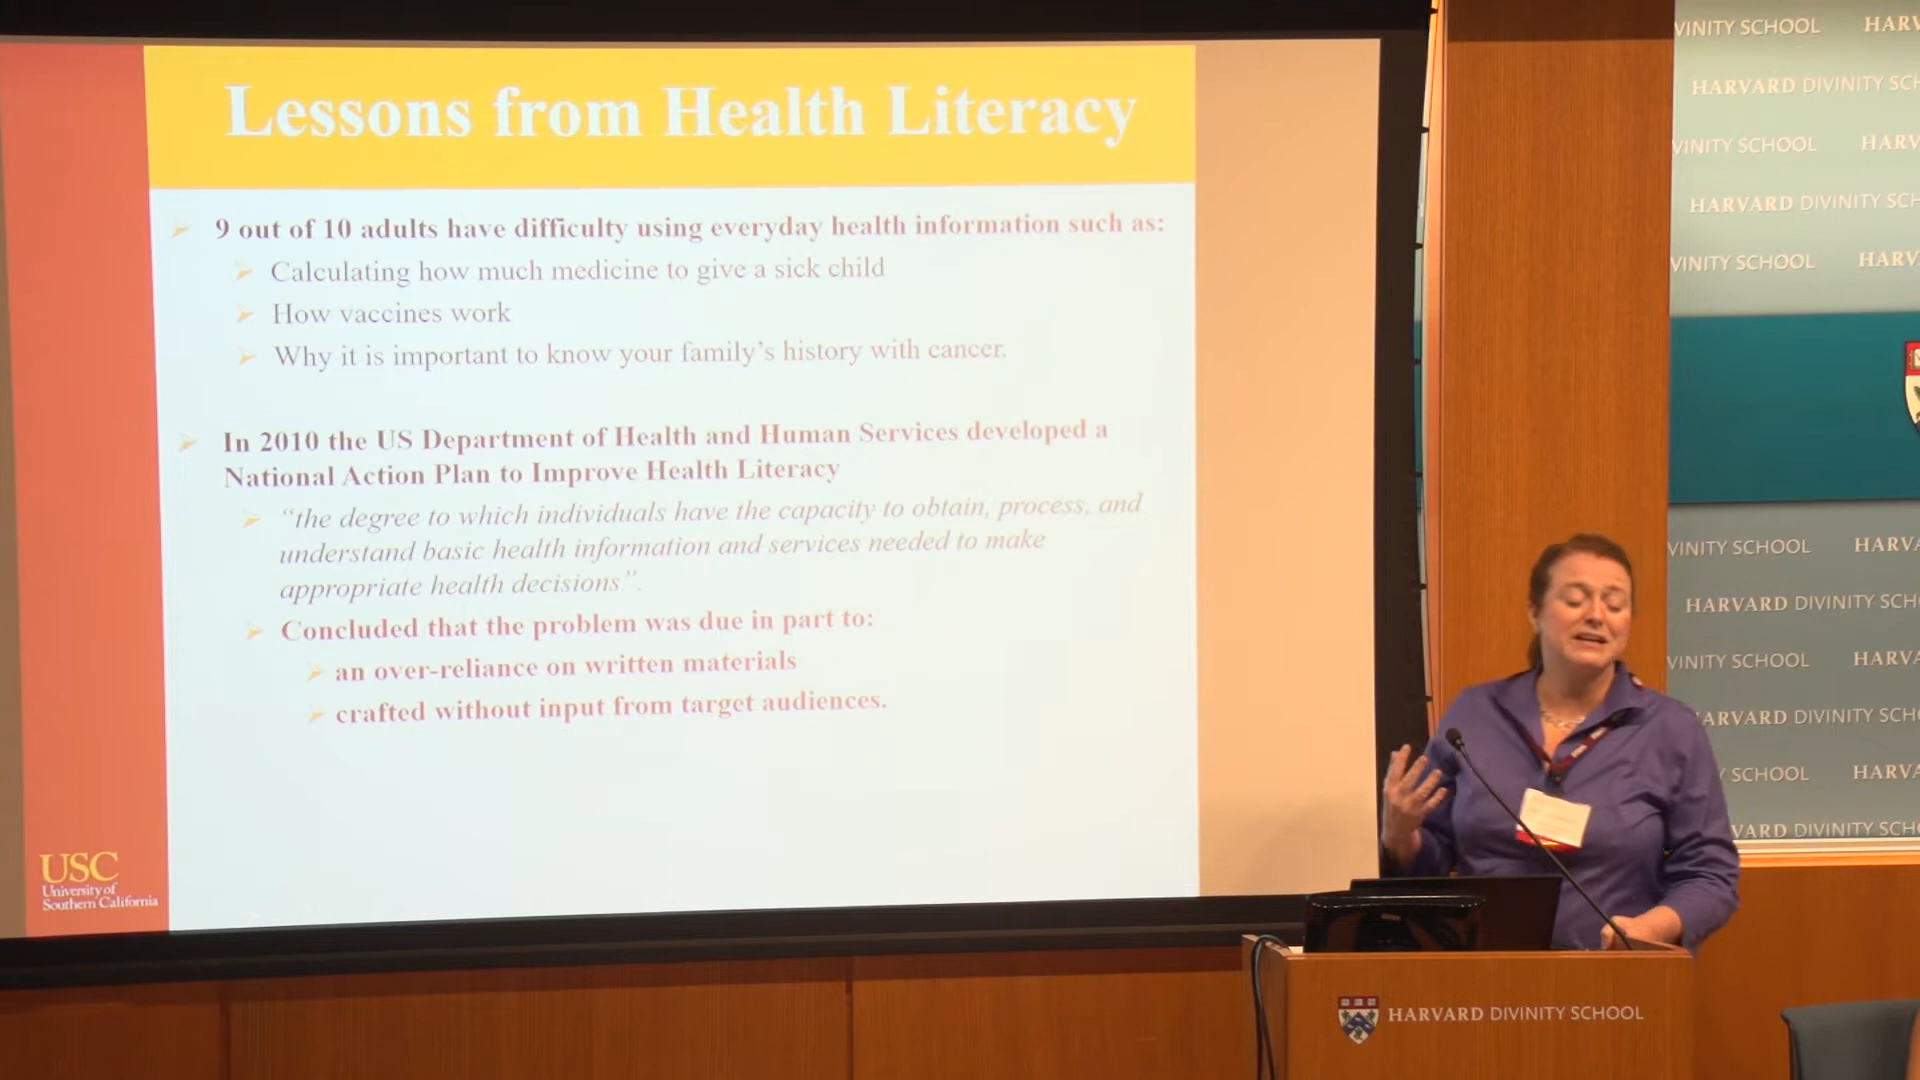 Lessons from Health Literacy
9 out of 10 adults have difficulty using everyday health information such as:
Calculating how much medicine to give a sick child
How vaccines work
Why it is important to know your family's history with cancer.
In 2010 the US Department of Health and Human Services developed a
National Action Plan to Improve Health Literacy
“the degree to which individuals have the capacity to obtain, process, and
understand basic health information and services needed to make
appropriate health decisions”.
Concluded that the problem was due in part to:
an over-reliance on written materials
crafted without input from target audiences.
USC
University of
Southern California
VINITY SCHOOL HARV
HARVARD DIVINITY SCH
VINITY SCHOOL HARV
HARVARD DIVINITY SCH
VINITY SCHOOL HARV
VINITY SCHOOL HARVA
HARVARD DIVINITY SCH
VINITY SCHOOL HARVA
ARVARD DIVINITY SCH
SCHOOL HARVA
VARD DIVINITY SCH
HARVARD DIVINITY SCHOOL